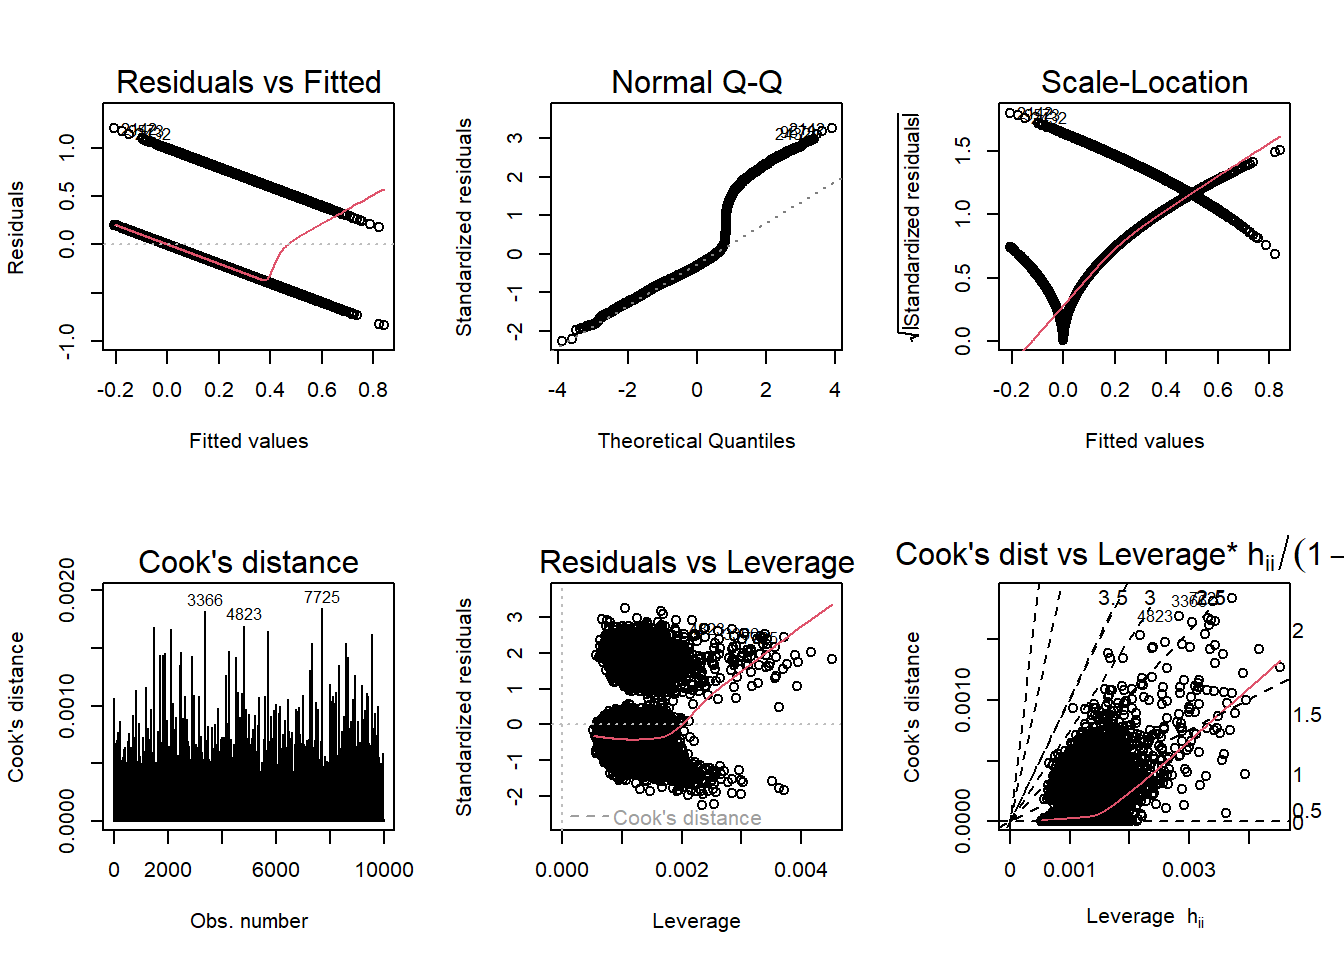 Residuals vs Fitted
Residuals
1.0
0.5
0.0
-1.0
-0.2 0.0 0.2 0.4 0.6 0.8
Fitted values
Normal Q-Q
Standardized residuals
3
2
1
0
-1
-2
-4 -2 0 2 4
Theoretical Quantiles
Scale-Location
√|Standardized residuals|
1.5
1.0
0.5
0.0
-0.2 0.0 0.2 0.4 0.6 0.8
Fitted values
Cook's distance
Cook's distance
0.0020
0.0010
0.0000
3366
4823
7725
0 2000 6000 10000
Obs. number
Residuals vs Leverage
Standardized residuals
3
2
1
0
-1
-2
Cook's distance
0.000 0.002 0.004
Leverage
Cook's dist vs Leverage* hii/(1 –
Cook's distance
0.0010
0.0000
3.5 3 2.5
4823
2
1.5
1
0.5
0
0 0.001 0.003
Leverage hii